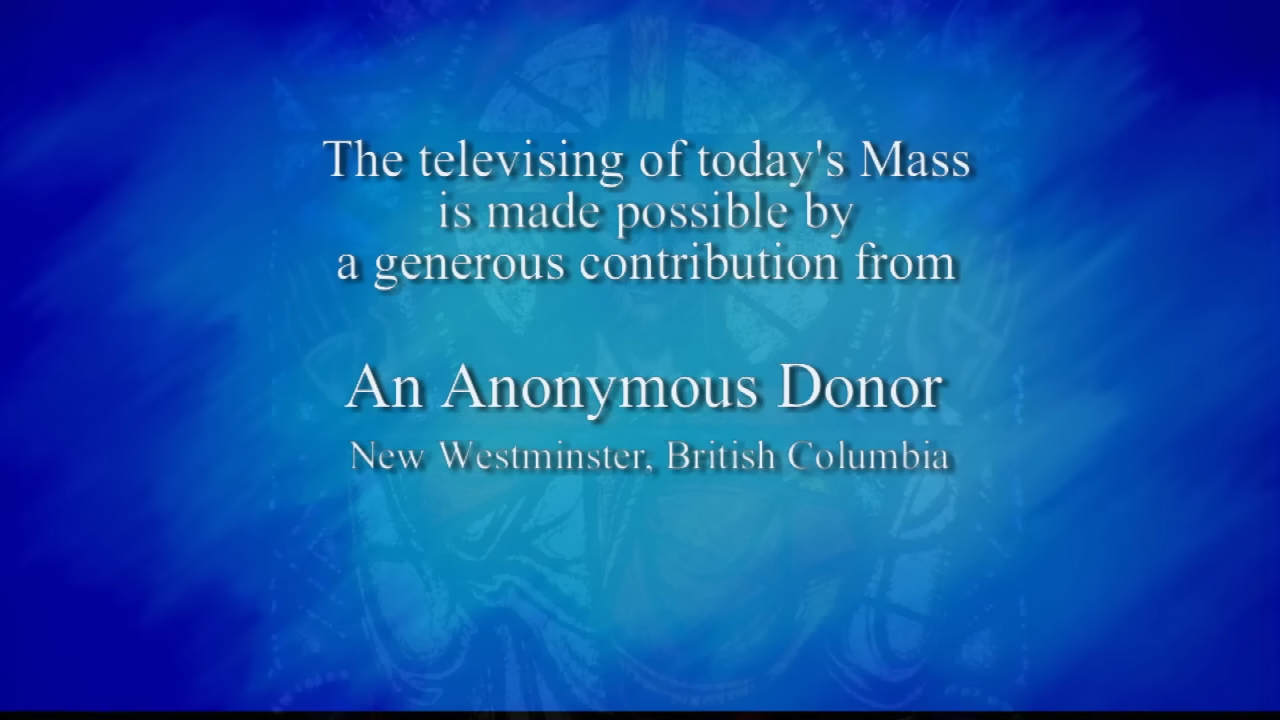 The televising of today's Mass
is made possible by
a generous contribution from
An Anonymous Donor
New Westminster, British Columbia